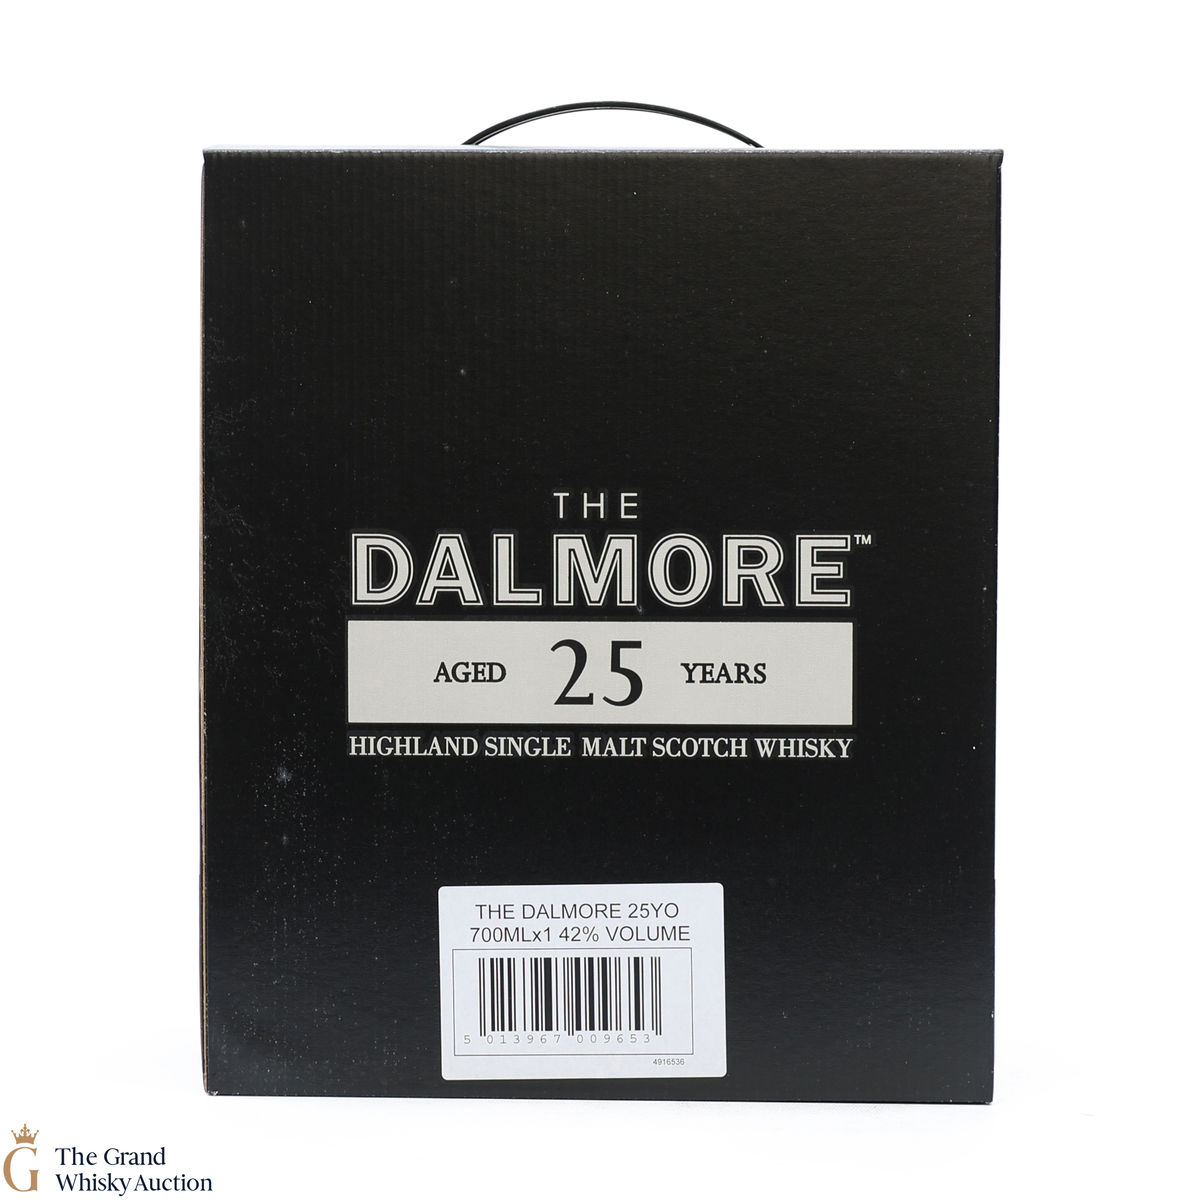 THE
DALMORE™
AGED 25 YEARS
HIGHLAND SINGLE MALT SCOTCH WHISKY
THE DALMORE 25YO
700MLx1 42% VOLUME
5 013967 009653
4916536
G The Grand
Whisky Auction